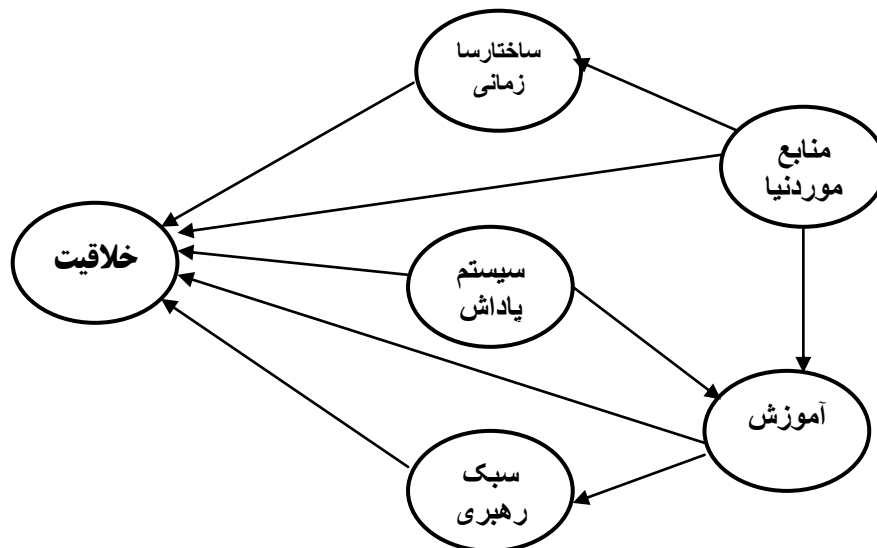 ساختارسا
زمانی
منابع
موردنیا
خلاقیت
سیستم
پاداش
آموزش
سبک
رهبری